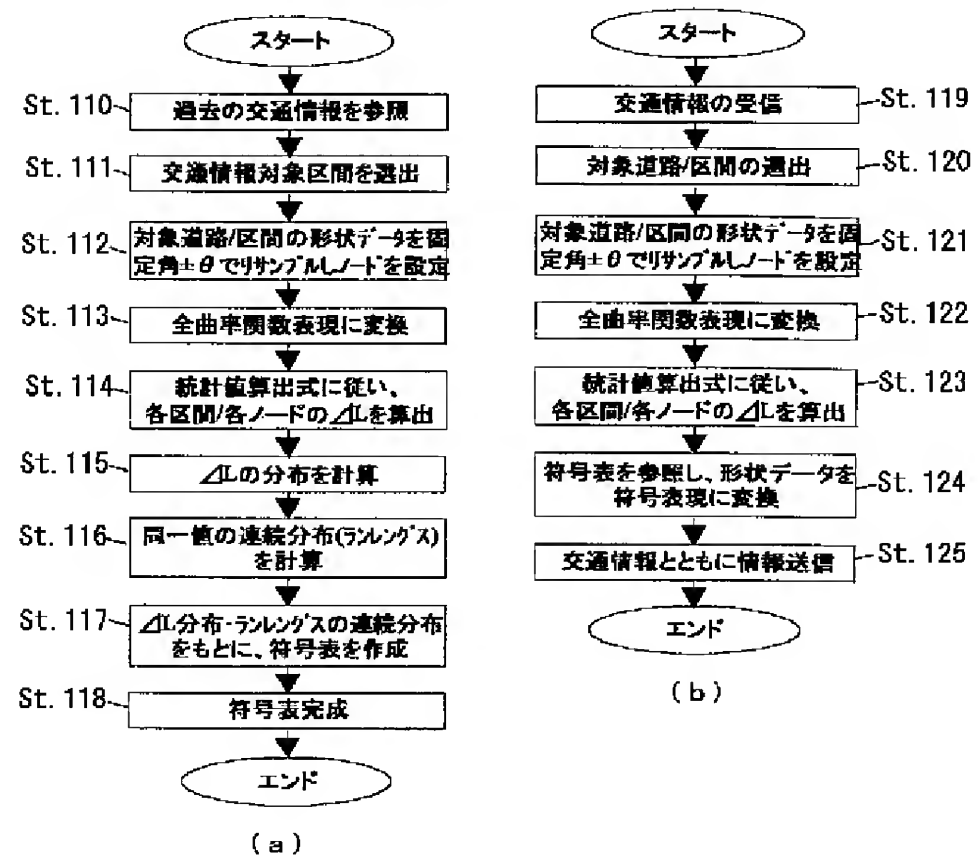 スタート
St. 110
過去の交通情報を参照
St. 111
交通情報対象区間を選出
St. 112
対象道路/区間の形状データを固
定角±θでリサンプルしノードを設定
St. 113
全曲率関数表現に変換
St. 114
統計値算出式に従い、
各区間/各ノードの⊿Lを算出
St. 115
⊿Lの分布を計算
St. 116
同一値の連続分布(ランレングス)
を計算
St. 117
⊿L分布・ランレングスの連続分布
をもとに、符号表を作成
St. 118
符号表完成
エンド
(a)
スタート
交通情報の受信
St. 119
対象道路/区間の選出
St. 120
対象道路/区間の形状データを固
定角±θでリサンプルしノードを設定
St. 121
全曲率関数表現に変換
St. 122
統計値算出式に従い、
各区間/各ノードの⊿Lを算出
St. 123
符号表を参照し、形状データを
符号表現に変換
St. 124
交通情報とともに情報送信
St. 125
エンド
(b)